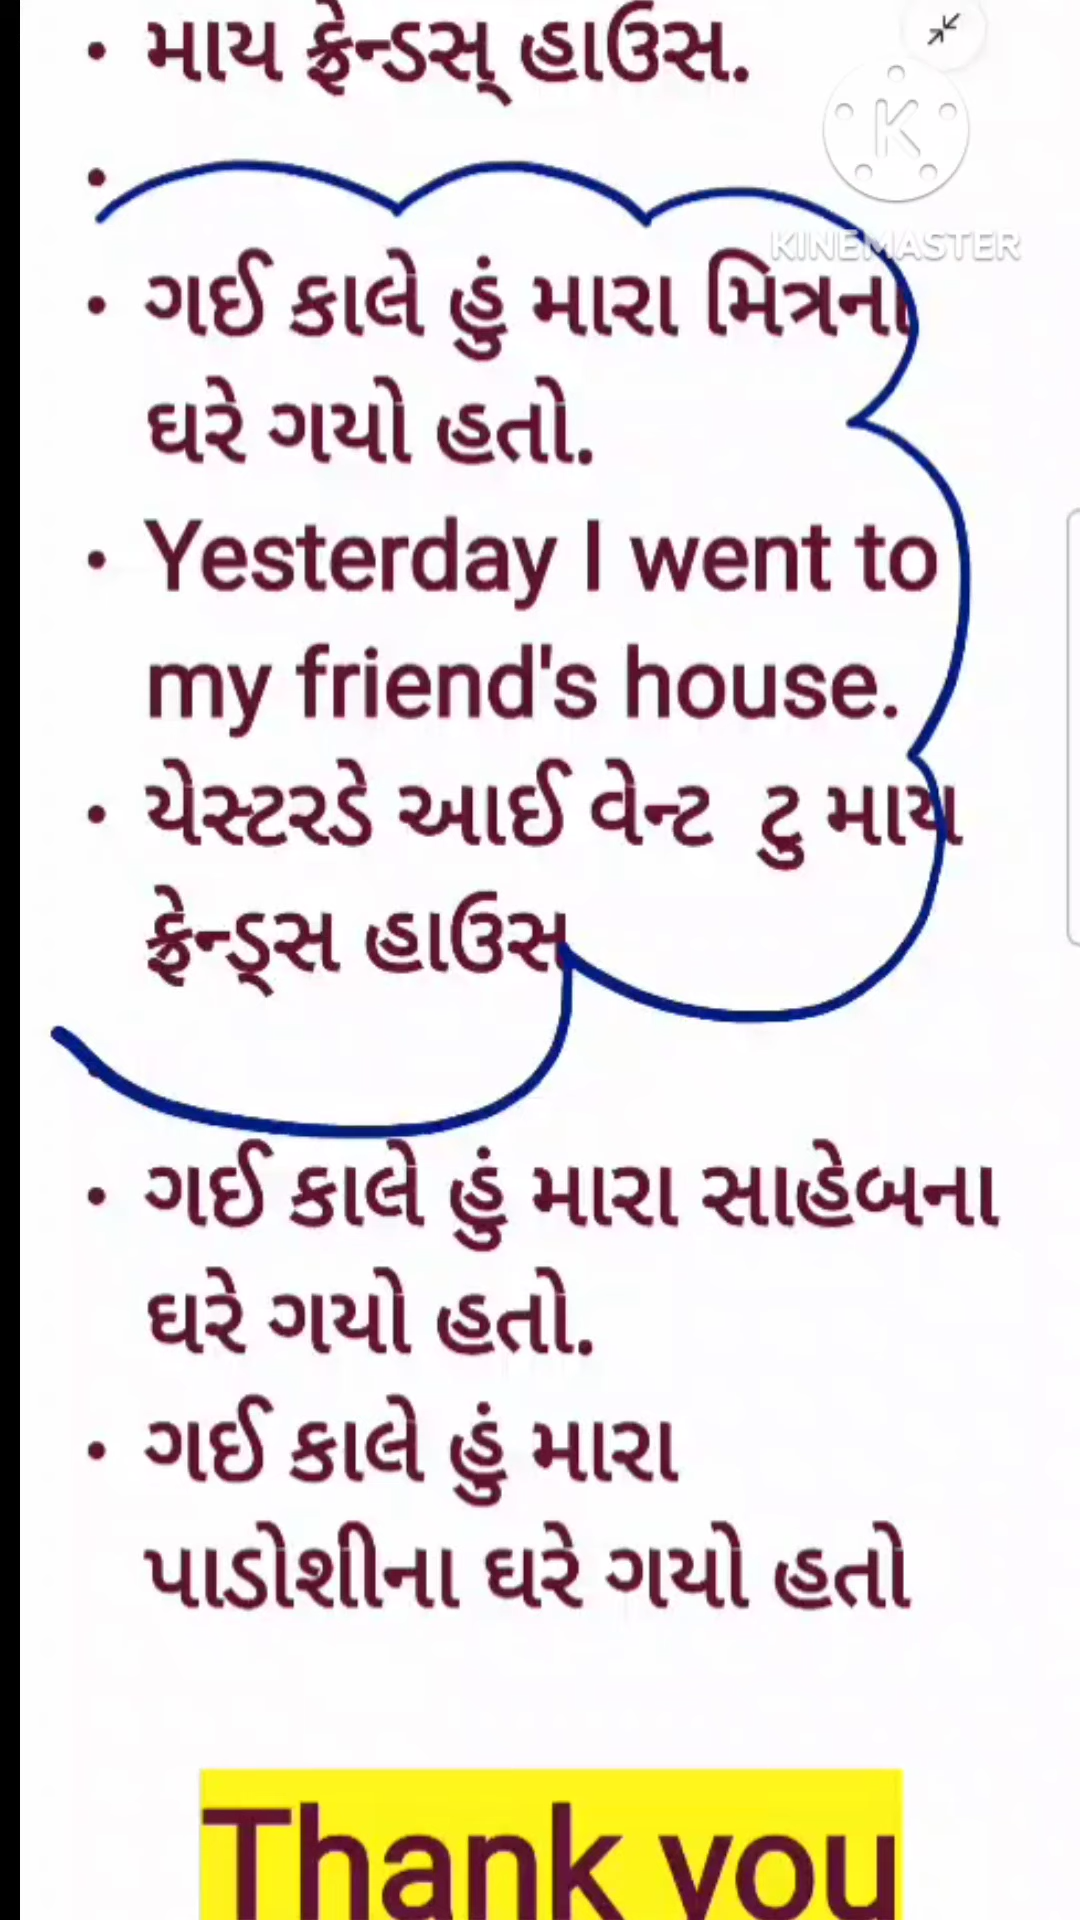 • માય ફ્રેન્ડસ્ હાઉસ.
•
• ગઈ કાલે હું મારા મિત્રના
ઘરે ગયો હતો.
• Yesterday I went to
my friend's house.
• યેસ્ટરડે આઈ વેન્ટ ટુ માય
ફ્રેન્ડ્સ હાઉસ
• ગઈ કાલે હું મારા સાહેબના
ઘરે ગયો હતો.
• ગઈ કાલે હું મારા
પાડોશીના ઘરે ગયો હતો
Thank you
K
KINEMASTER